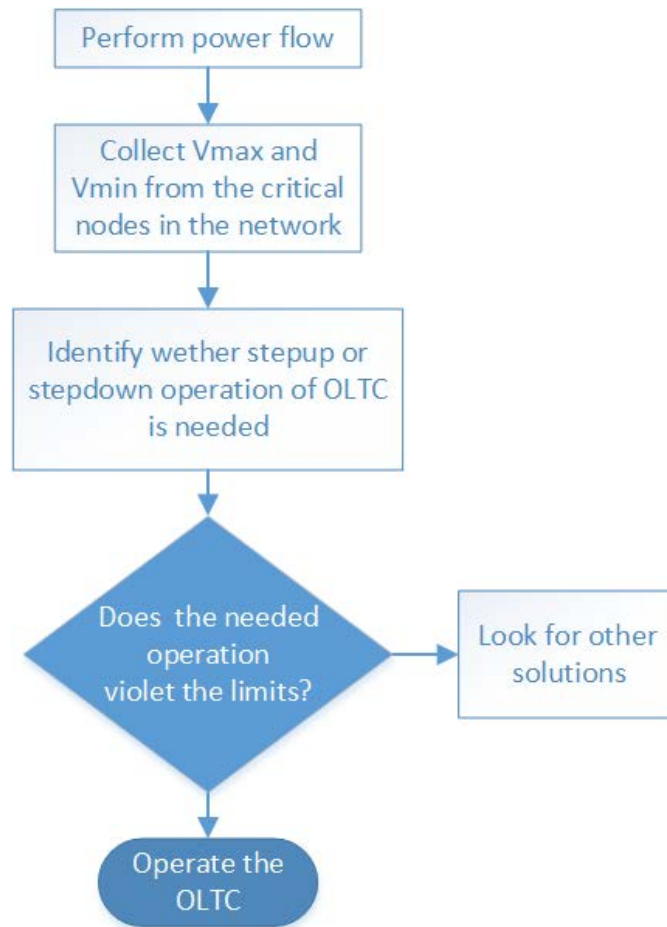 Perform power flow
Collect Vmax and
Vmin from the critical
nodes in the network
Identify wether stepup or
stepdown operation of OLTC
is needed
Does the needed
operation
violet the limits?
Look for other
solutions
Operate the
OLTC